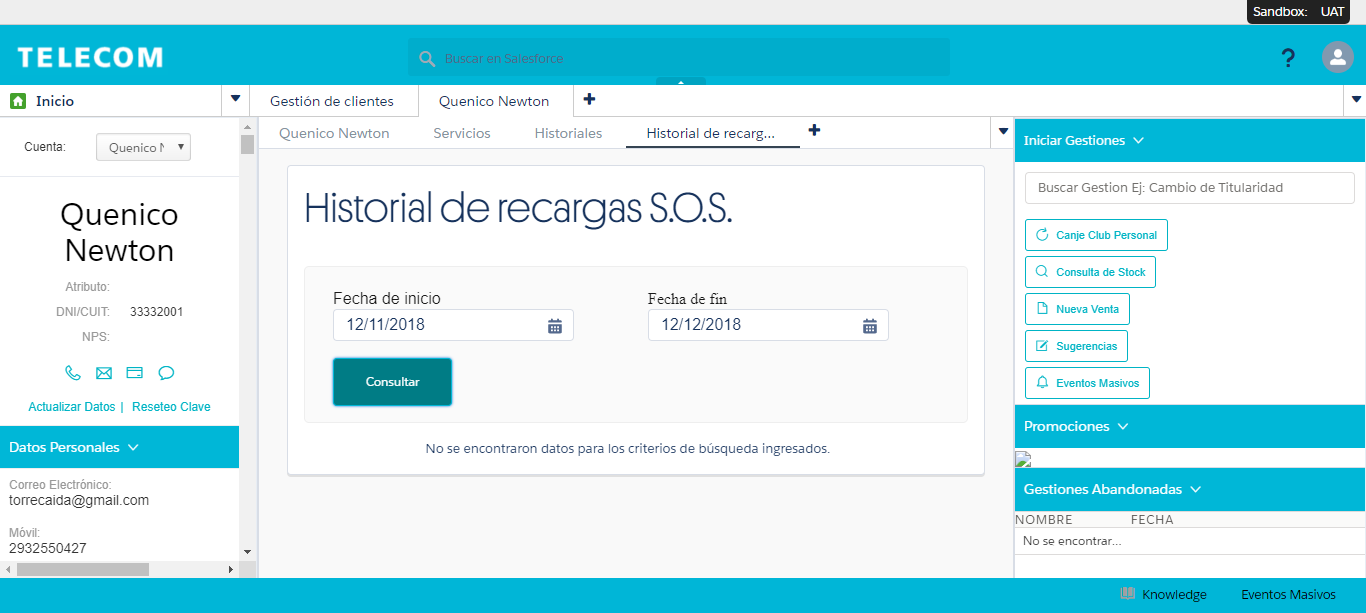 Sandbox: UAT
TELECOM
Buscar en Salesforce
?
Inicio
Gestión de clientes
Quenico Newton
Quenico Newton
Servicios
Historiales
Historial de recarg...
Cuenta:
Quenico N
Quenico
Newton
Atributo:
DNI/CUIT: 33332001
NPS:
Actualizar Datos | Reseteo Clave
Datos Personales
Correo Electrónico:
torrecaida@gmail.com
Móvil:
2932550427
Historial de recargas S.O.S.
Fecha de inicio
12/11/2018
Fecha de fin
12/12/2018
Consultar
No se encontraron datos para los criterios de búsqueda ingresados.
Iniciar Gestiones
Buscar Gestion Ej: Cambio de Titularidad
Canje Club Personal
Consulta de Stock
Nueva Venta
Sugerencias
Eventos Masivos
Promociones
Gestiones Abandonadas
NOMBRE FECHA
No se encontrar...
Knowledge
Eventos Masivos